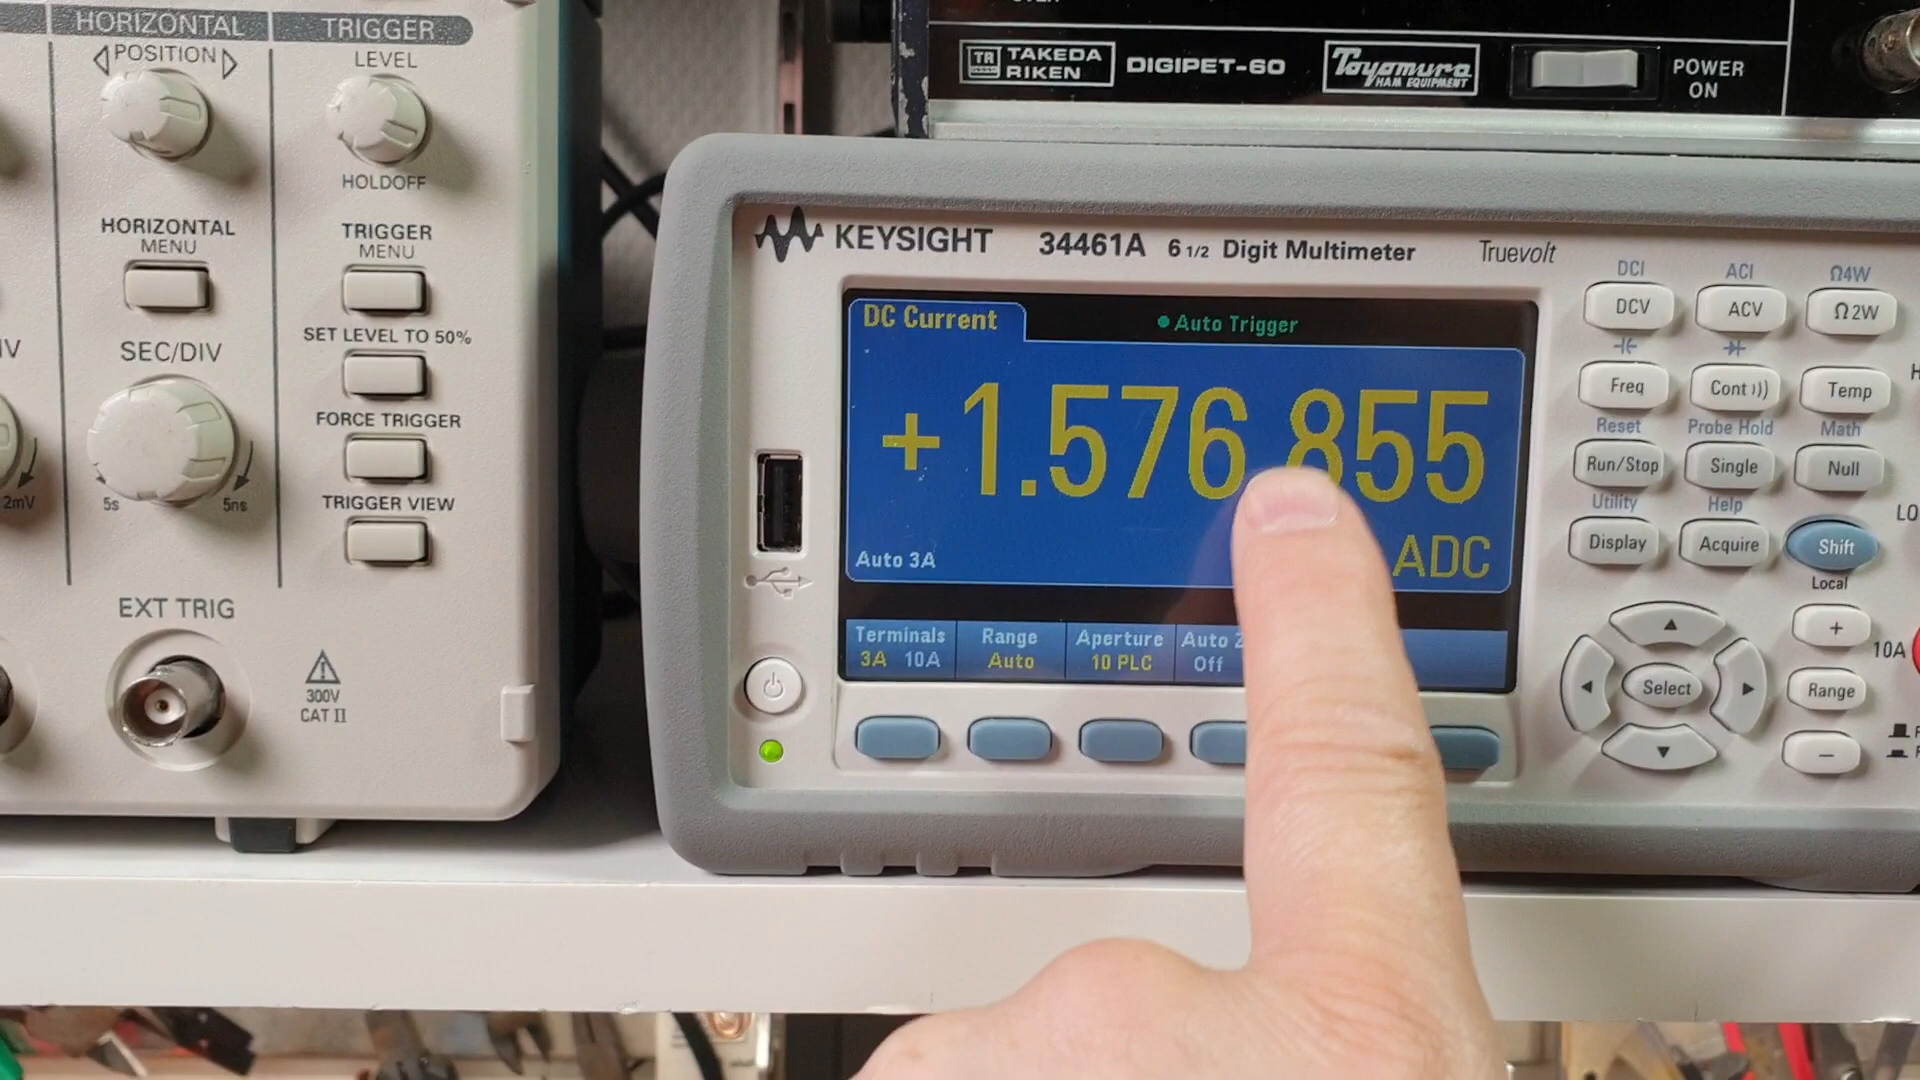 HORIZONTAL
TRIGGER
POSITION
LEVEL
HOLDOFF
HORIZONTAL
MENU
TRIGGER
MENU
SET LEVEL TO 50%
SEC/DIV
FORCE TRIGGER
5s
5ns
2mV
TRIGGER VIEW
EXT TRIG
300V
CAT II
TR
TAKEDA
RIKEN
DIGIPET-60
Toyomura
HAM EQUIPMENT
POWER
ON
KEYSIGHT
34461A
6 1/2 Digit Multimeter
Truevolt
DC Current
Auto Trigger
+1.576 855
ADC
Auto 3A
Terminals
3A 10A
Range
Auto
Aperture
10 PLC
Auto
Off
DCI
ACI
Ω4W
DCV
ACV
Ω2W
Freq
Cont
Temp
Reset
Probe Hold
Math
Run/Stop
Single
Null
Utility
Help
LO
Display
Acquire
Shift
Local
+
10A
Select
Range
−